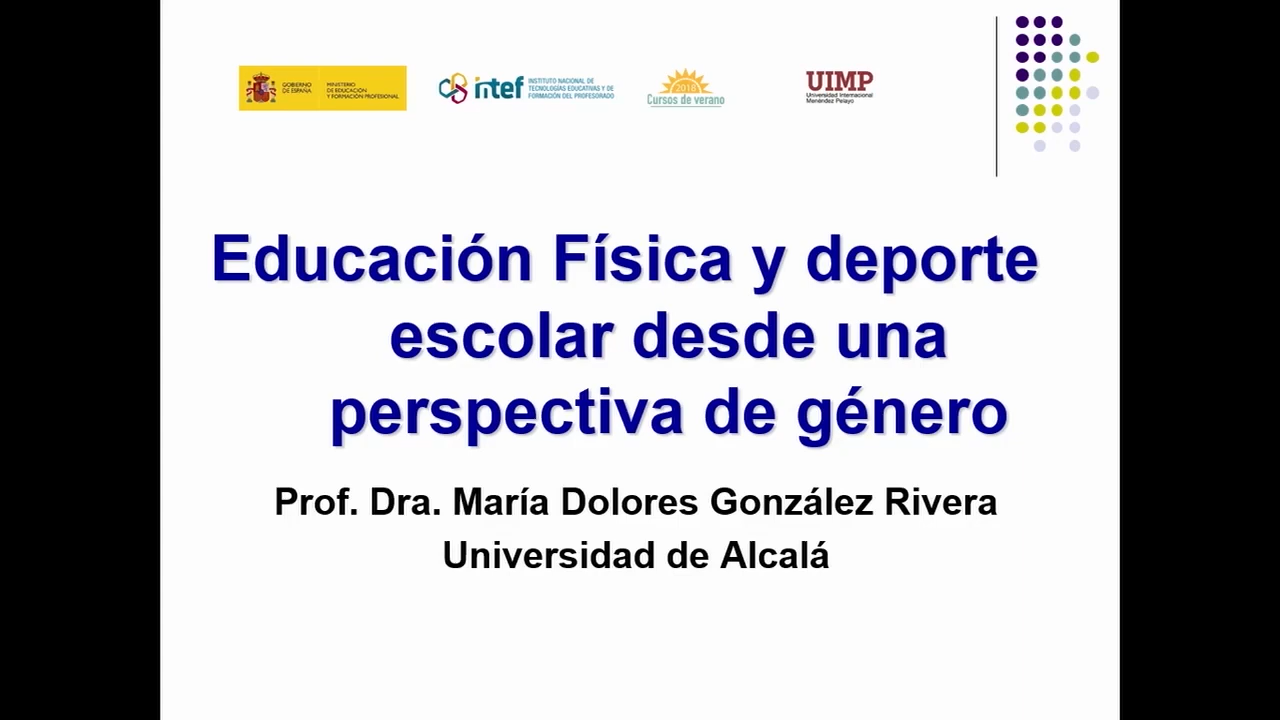 GOBIERNO
DE ESPAÑA
MINISTERIO
DE EDUCACIÓN
Y FORMACIÓN PROFESIONAL
intef
INSTITUTO NACIONAL DE
TECNOLOGÍAS EDUCATIVAS Y DE
FORMACIÓN DEL PROFESORADO
2018
Cursos de verano
UIMP
Universidad Internacional
Menéndez Pelayo
Educación Física y deporte
escolar desde una
perspectiva de género
Prof. Dra. María Dolores González Rivera
Universidad de Alcalá